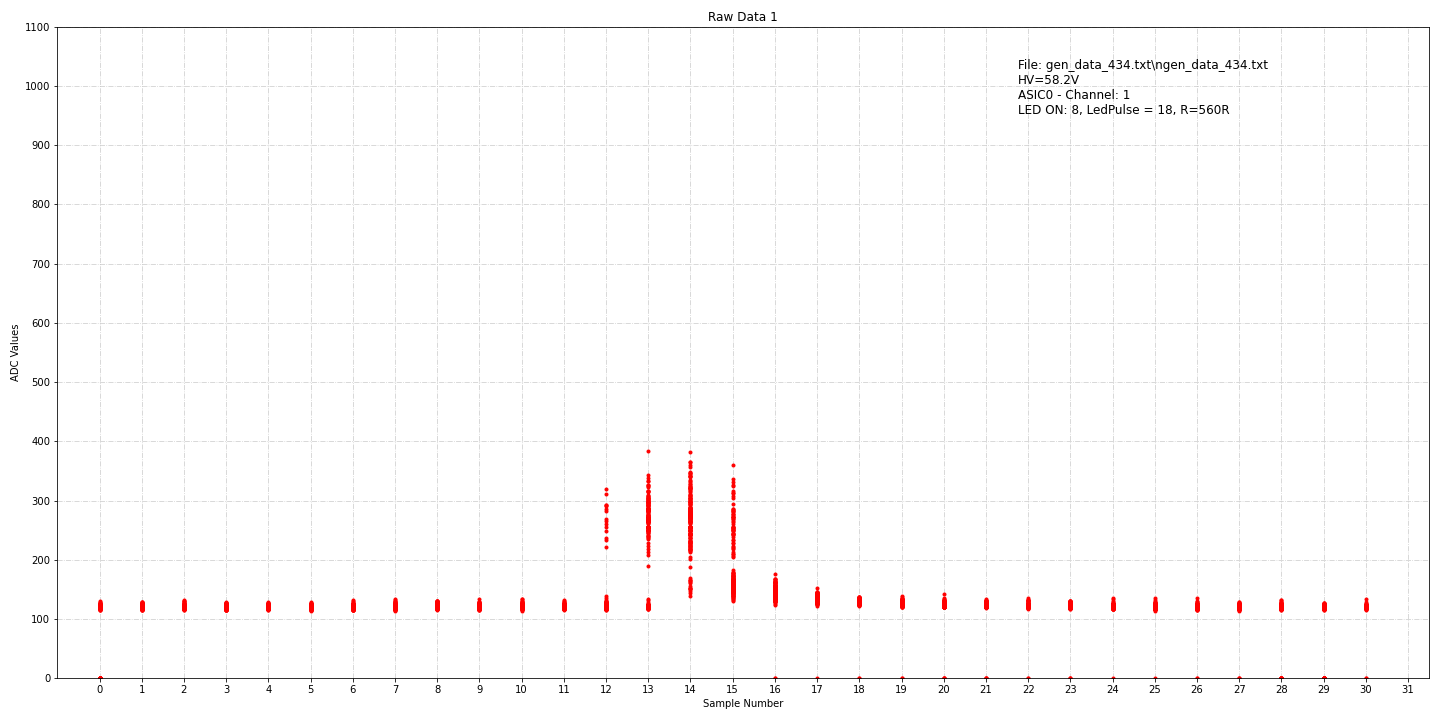 Raw Data 1
1100
1000
900
800
700
600
500
400
300
200
100
0
ADC Values
File: gen_data_434.txt\ngen_data_434.txt
HV=58.2V
ASIC0 - Channel: 1
LED ON: 8, LedPulse = 18, R=560R
0 1 2 3 4 5 6 7 8 9 10 11 12 13 14 15 16 17 18 19 20 21 22 23 24 25 26 27 28 29 30 31
Sample Number